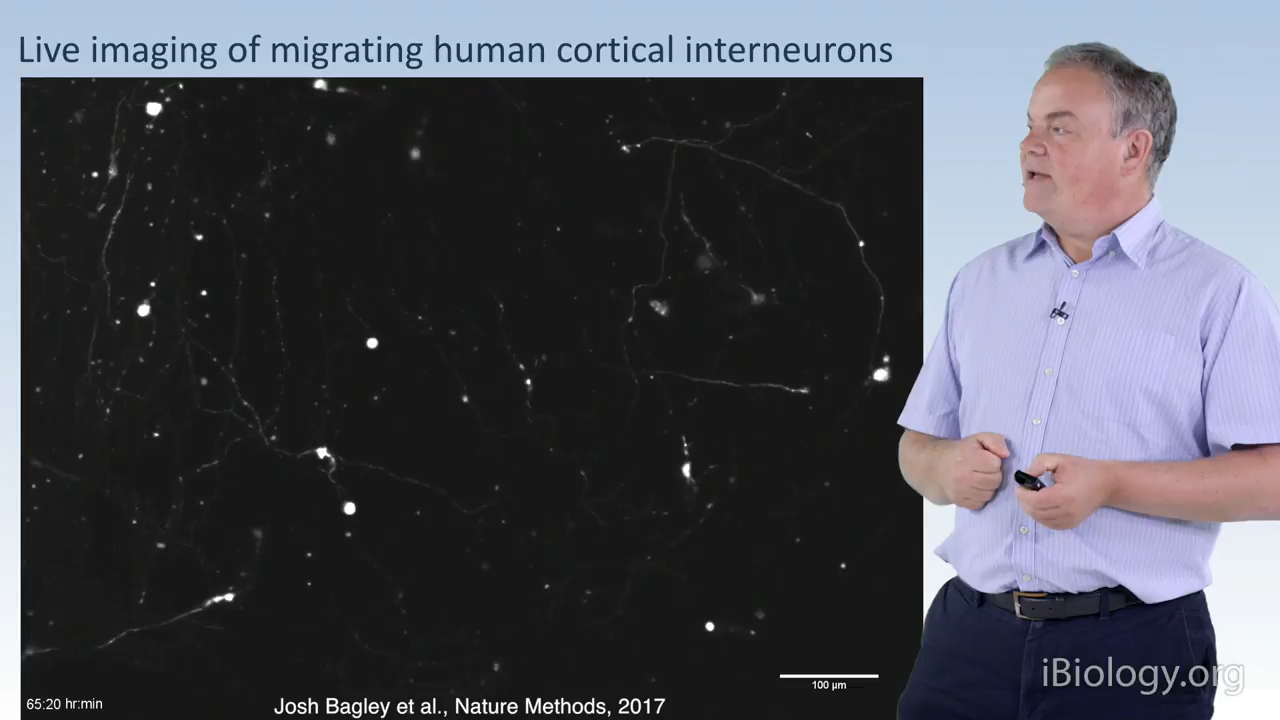 Live imaging of migrating human cortical interneurons
100 µm
65:20 hr:min
Josh Bagley et al., Nature Methods, 2017
iBiology.org